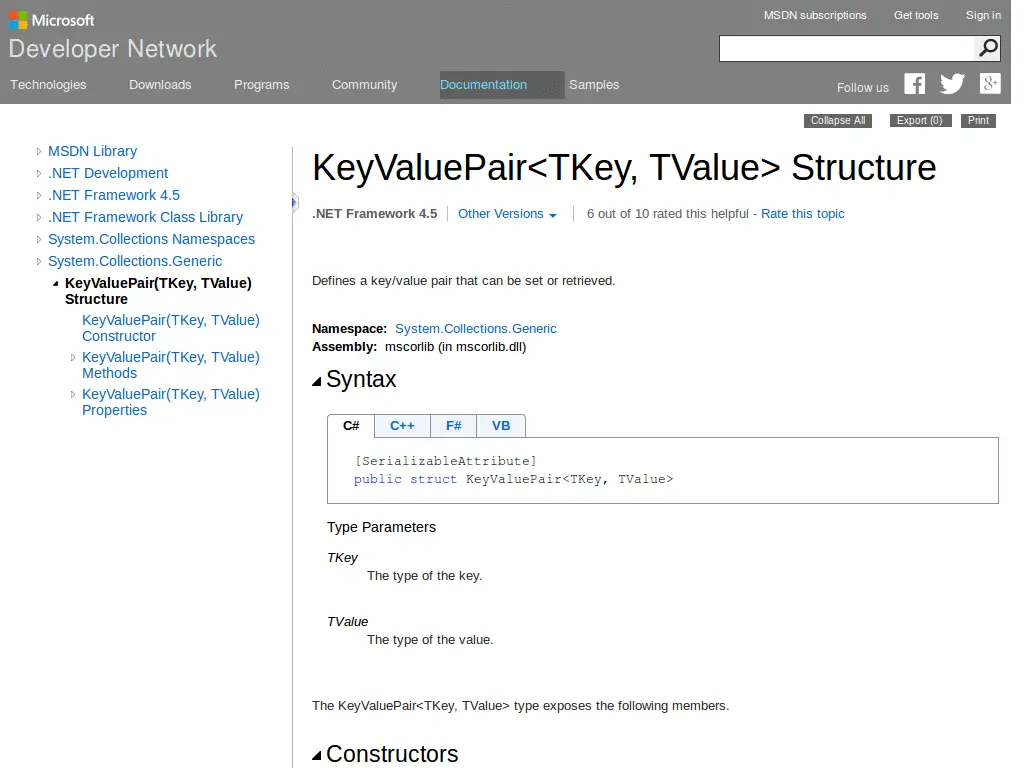 Microsoft
Developer Network
MSDN subscriptions
Get tools
Sign in
Technologies
Downloads
Programs
Community
Documentation
Samples
Follow us
Collapse All
Export (0)
Print
MSDN Library
.NET Development
.NET Framework 4.5
.NET Framework Class Library
System.Collections Namespaces
System.Collections.Generic
KeyValuePair(TKey, TValue)
Structure
KeyValuePair(TKey, TValue)
Constructor
KeyValuePair(TKey, TValue)
Methods
KeyValuePair(TKey, TValue)
Properties
KeyValuePair<TKey, TValue> Structure
.NET Framework 4.5
Other Versions
6 out of 10 rated this helpful - Rate this topic
Defines a key/value pair that can be set or retrieved.
Namespace: System.Collections.Generic
Assembly: mscorlib (in mscorlib.dll)
Syntax
C#
C++
F#
VB
[SerializableAttribute]
public struct KeyValuePair<TKey, TValue>
Type Parameters
TKey
The type of the key.
TValue
The type of the value.
The KeyValuePair<TKey, TValue> type exposes the following members.
Constructors